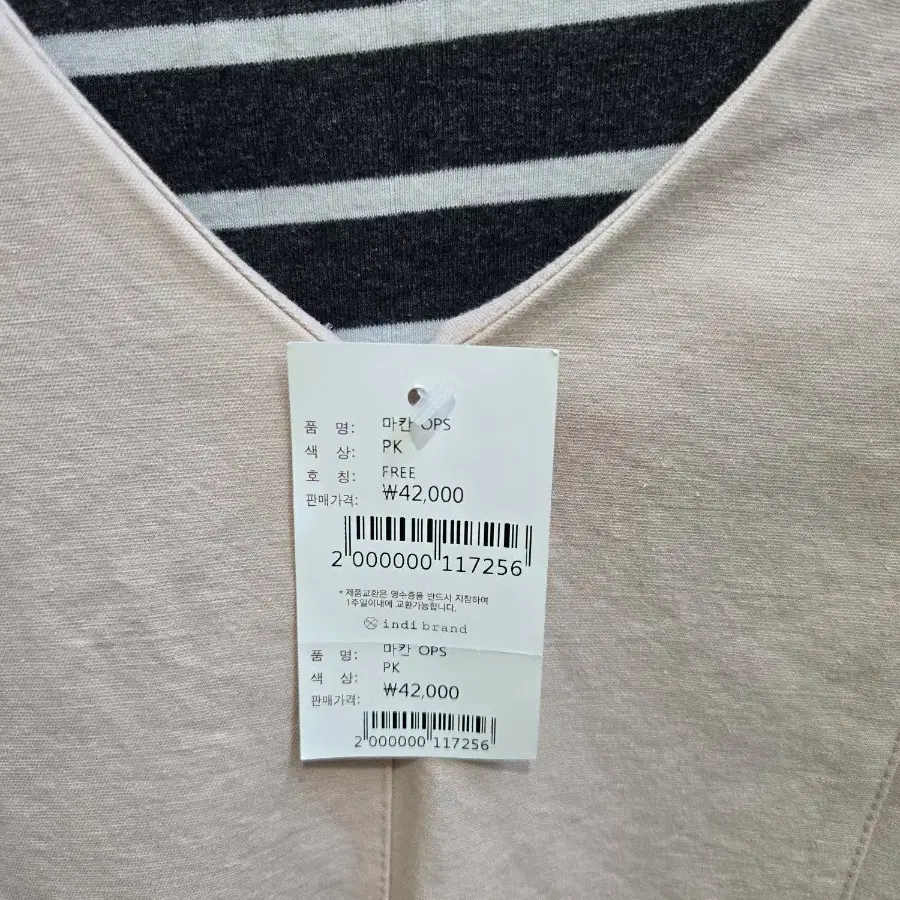 품 명: 마칸 OPS
색 상: PK
호 칭: FREE
판매가격: ₩42,000
2 000000 117256
* 제품교환은 영수증을 반드시 지참하여
1주일이내에 교환가능합니다.
indi brand
품 명: 마칸 OPS
색 상: PK
판매가격: ₩42,000
2 000000 117256